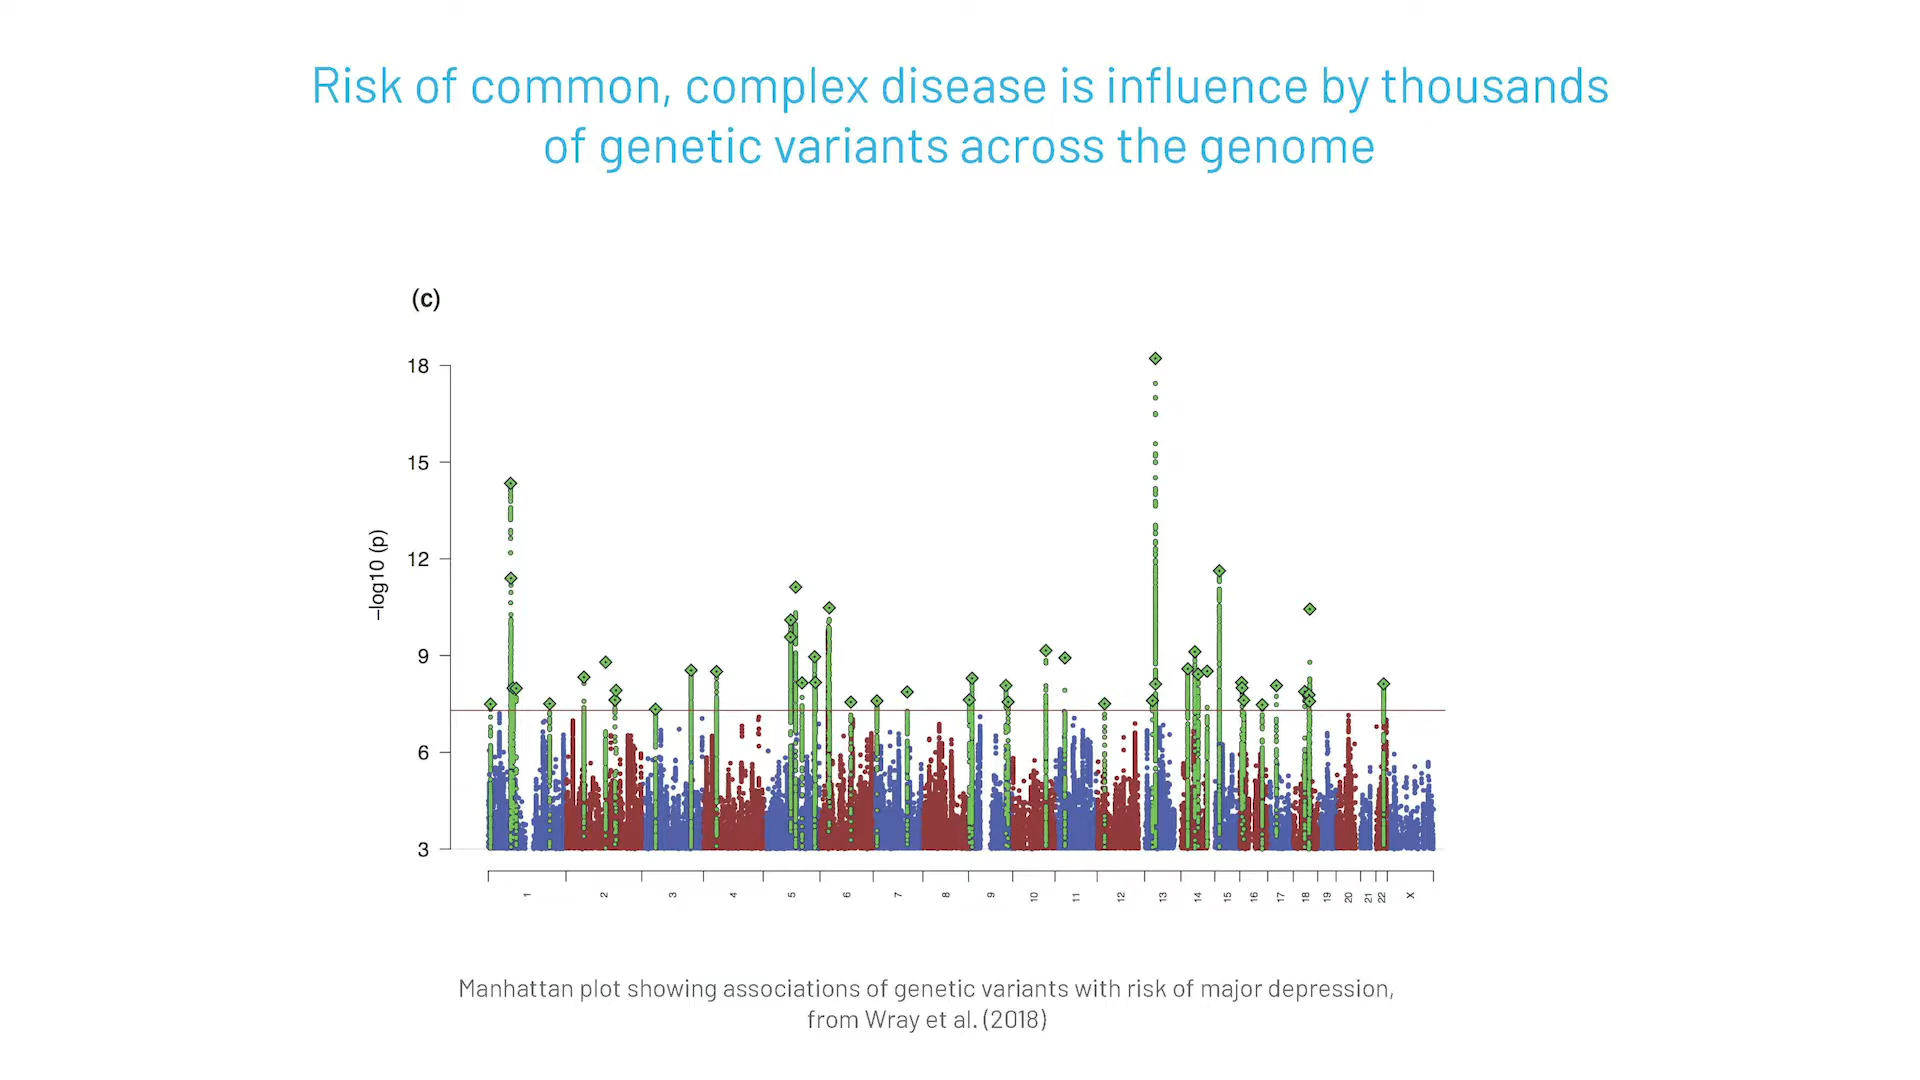 Risk of common, complex disease is influence by thousands
of genetic variants across the genome
(c)
18
15
12
9
6
3
–log10 (p)
1 2 3 4 5 6 7 8 9 10 11 12 13 14 15 16 17 18 19 20 21 22 X
Manhattan plot showing associations of genetic variants with risk of major depression,
from Wray et al. (2018)